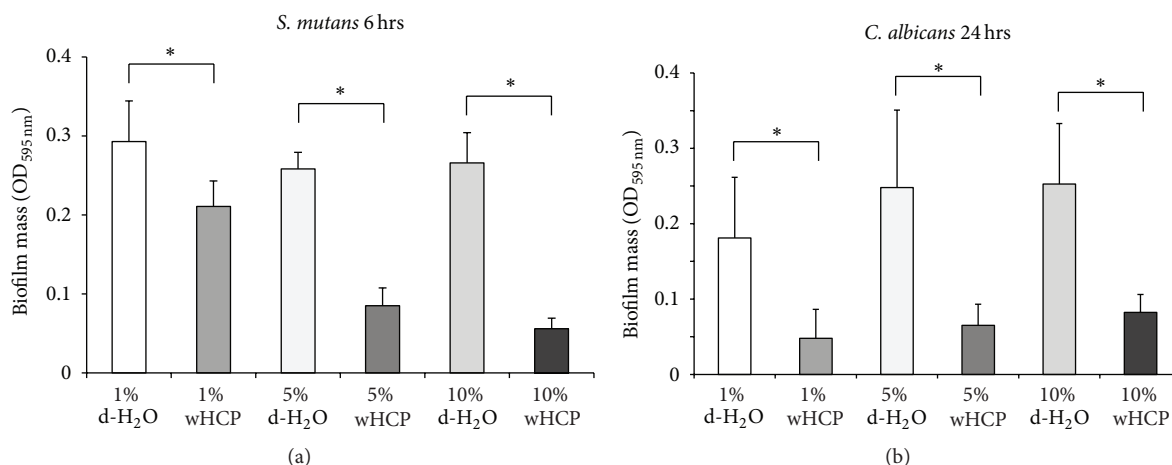 S. mutans 6 hrs
Biofilm mass (OD595 nm)
0.4
0.3
0.2
0.1
0
*
*
*
1% 1% 5% 5% 10% 10%
d-H2O wHCP d-H2O wHCP d-H2O wHCP
(a)
C. albicans 24 hrs
Biofilm mass (OD595 nm)
0.4
0.3
0.2
0.1
0
*
*
*
1% 1% 5% 5% 10% 10%
d-H2O wHCP d-H2O wHCP d-H2O wHCP
(b)